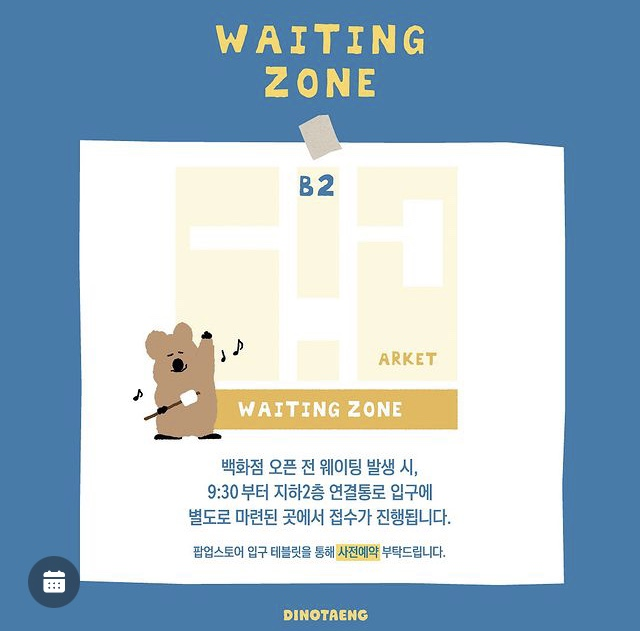 WAITING
ZONE
B2
ARKET
WAITING ZONE
백화점 오픈 전 웨이팅 발생 시,
9:30부터 지하2층 연결통로 입구에
별도로 마련된 곳에서 접수가 진행됩니다.
팝업스토어 입구 테블릿을 통해 사전예약 부탁드립니다.
DINOTAENG